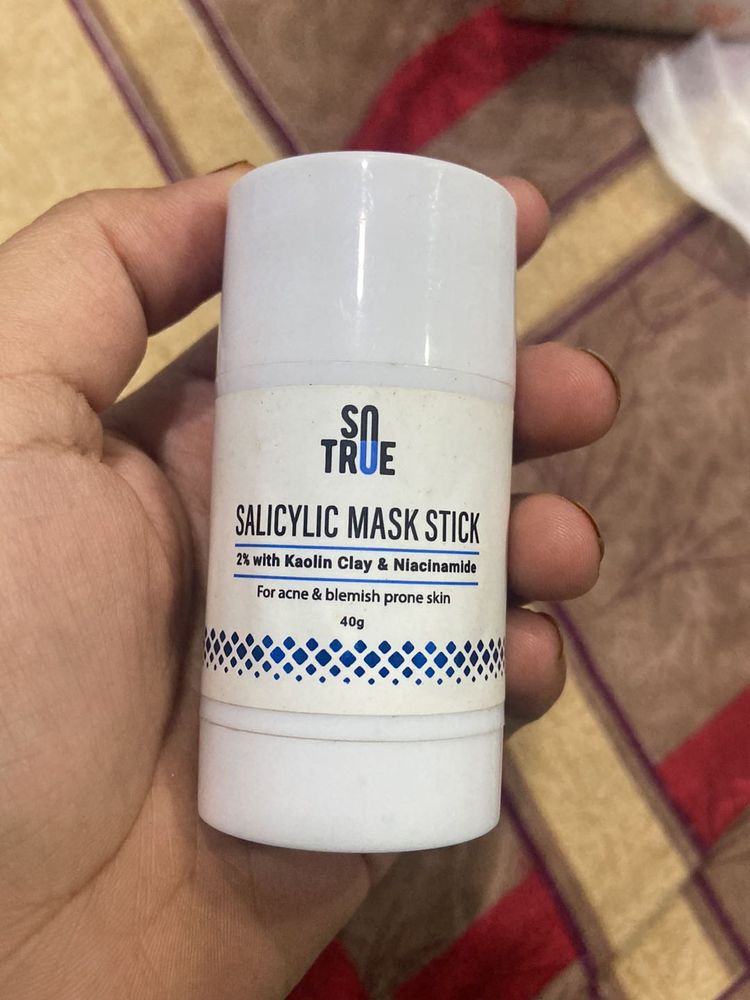 SO
TRUE
SALICYLIC MASK STICK
2% with Kaolin Clay & Niacinamide
For acne & blemish prone skin
40g